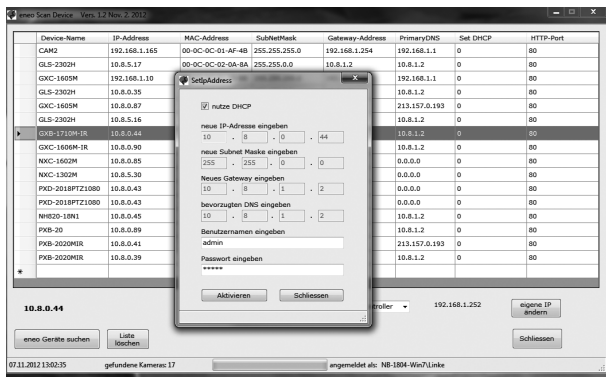 eneo Scan Device Vers. 1.2 Nov. 2, 2012
Device-Name IP-Address MAC-Address SubNetMask Gateway-Address PrimaryDNS Set DHCP HTTP-Port
CAM2 192.168.1.165 00-0C-0C-01-AF-4B 255.255.255.0 192.168.1.254 192.168.1.1 0 80
GLS-2302H 10.8.5.17 00-0C-0C-02-0A-8A 255.255.0.0 10.8.1.2 10.8.1.2 0 80
GXC-1605M 192.168.1.10 192.168.1.1 0 80
GLS-2302H 10.8.0.35 10.8.1.2 0 80
GXC-1605M 10.8.0.87 213.157.0.193 0 80
GLS-2302H 10.8.5.16 10.8.1.2 0 80
GXB-1710M-IR 10.8.0.44 10.8.1.2 0 80
GXC-1606M-IR 10.8.0.90 10.8.1.2 0 80
NXC-1602M 10.8.0.85 0.0.0.0 0 80
NXC-1302M 10.8.5.30 0.0.0.0 0 80
PXD-2018PTZ1080 10.8.0.43 0.0.0.0 0 80
PXD-2018PTZ1080 10.8.0.43 0.0.0.0 0 80
NH820-18N1 10.8.0.45 10.8.1.2 0 80
PXB-20 10.8.0.89 10.8.1.2 0 80
PXB-2020MIR 10.8.0.41 213.157.0.193 0 80
PXB-2020MIR 10.8.0.39 10.8.1.2 0 80
SetIpAddress
nutze DHCP
neue IP-Adresse eingeben
10 . 8 . 0 . 44
neue Subnet Maske eingeben
255 . 255 . 0 . 0
Neues Gateway eingeben
10 . 8 . 1 . 2
bevorzugten DNS eingeben
10 . 8 . 1 . 2
Benutzernamen eingeben
admin
Passwort eingeben
*****
Aktivieren Schliessen
10.8.0.44
troller 192.168.1.252
eigene IP
ändern
eneo Geräte suchen
Liste
löschen
Schliessen
07.11.2012 13:02:35 gefundene Kameras: 17 angemeldet als: NB-1804-Win7\Linke